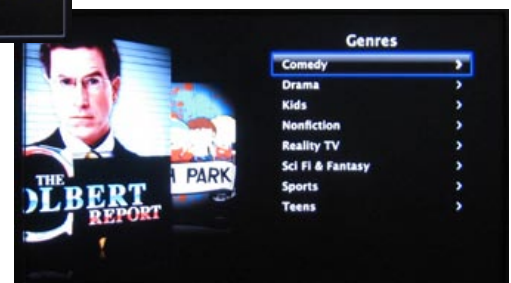 Genres
Comedy
Drama
Kids
Nonfiction
Reality TV
Sci Fi & Fantasy
Sports
Teens
THE
OLBERT
REPORT
PARK